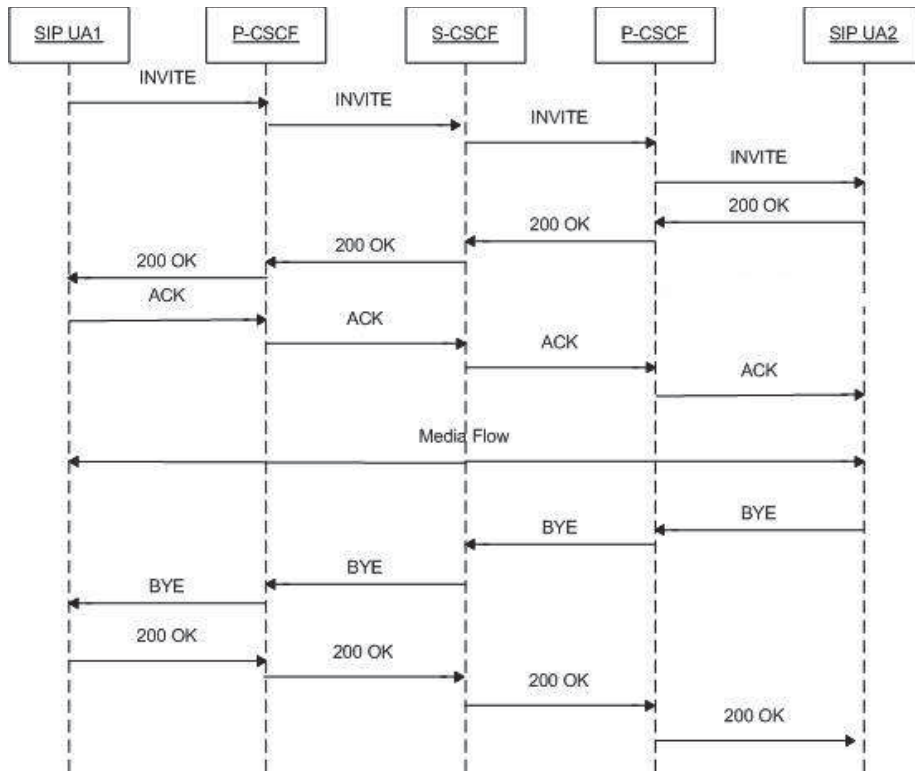 SIP UA1
P-CSCF
S-CSCF
P-CSCF
SIP UA2
INVITE
INVITE
INVITE
INVITE
200 OK
200 OK
200 OK
200 OK
ACK
ACK
ACK
ACK
Media Flow
BYE
BYE
BYE
BYE
200 OK
200 OK
200 OK
200 OK